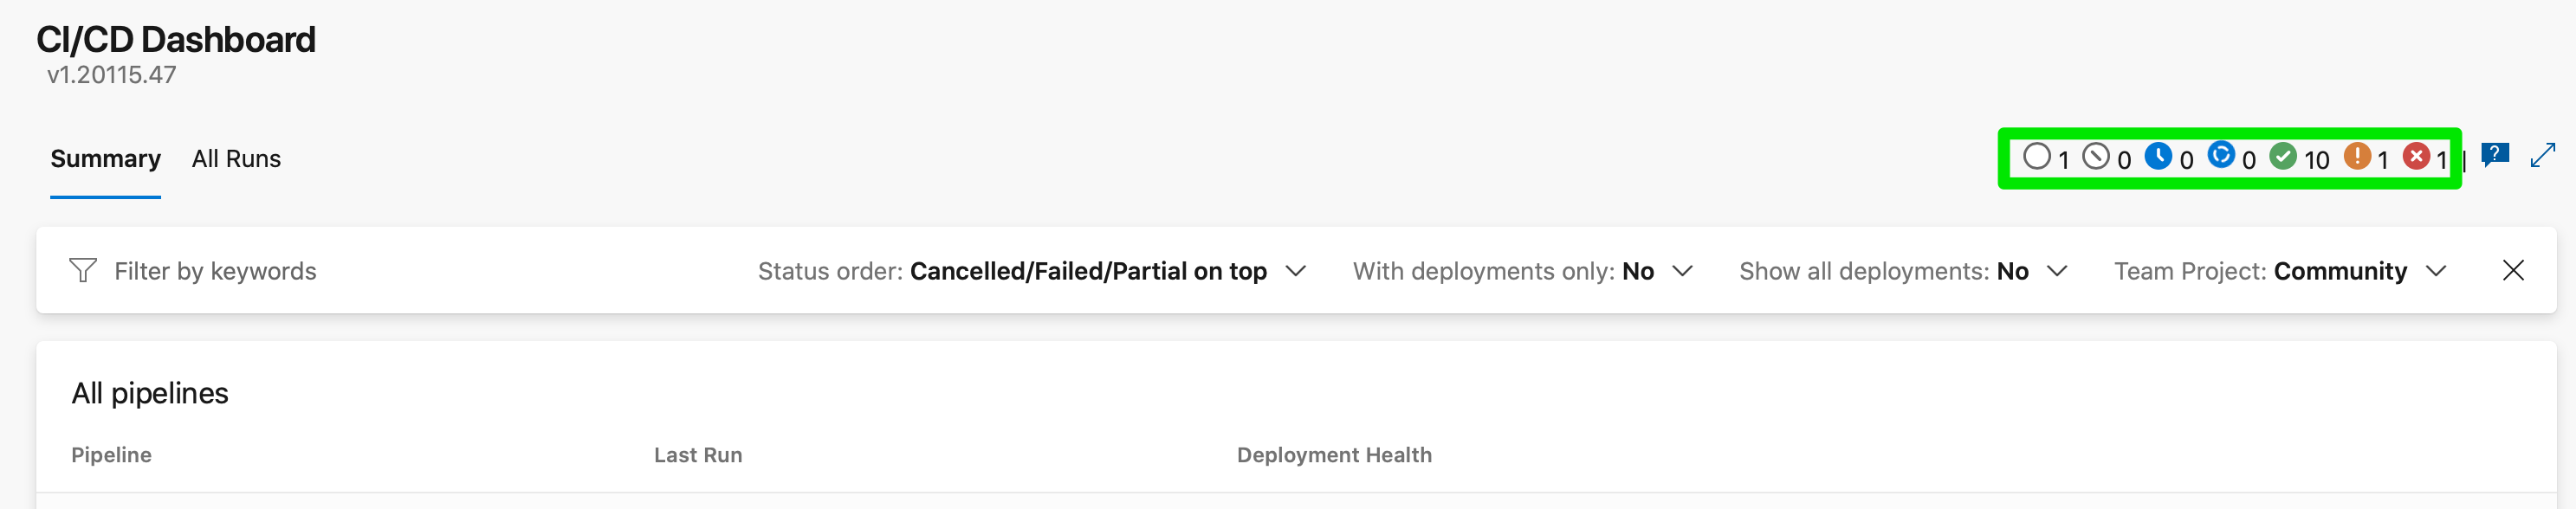 CI/CD Dashboard
v1.20115.47
Summary All Runs 1 0 0 0 10 1 1 |
Filter by keywords Status order: Cancelled/Failed/Partial on top With deployments only: No Show all deployments: No Team Project: Community
All pipelines
Pipeline Last Run Deployment Health